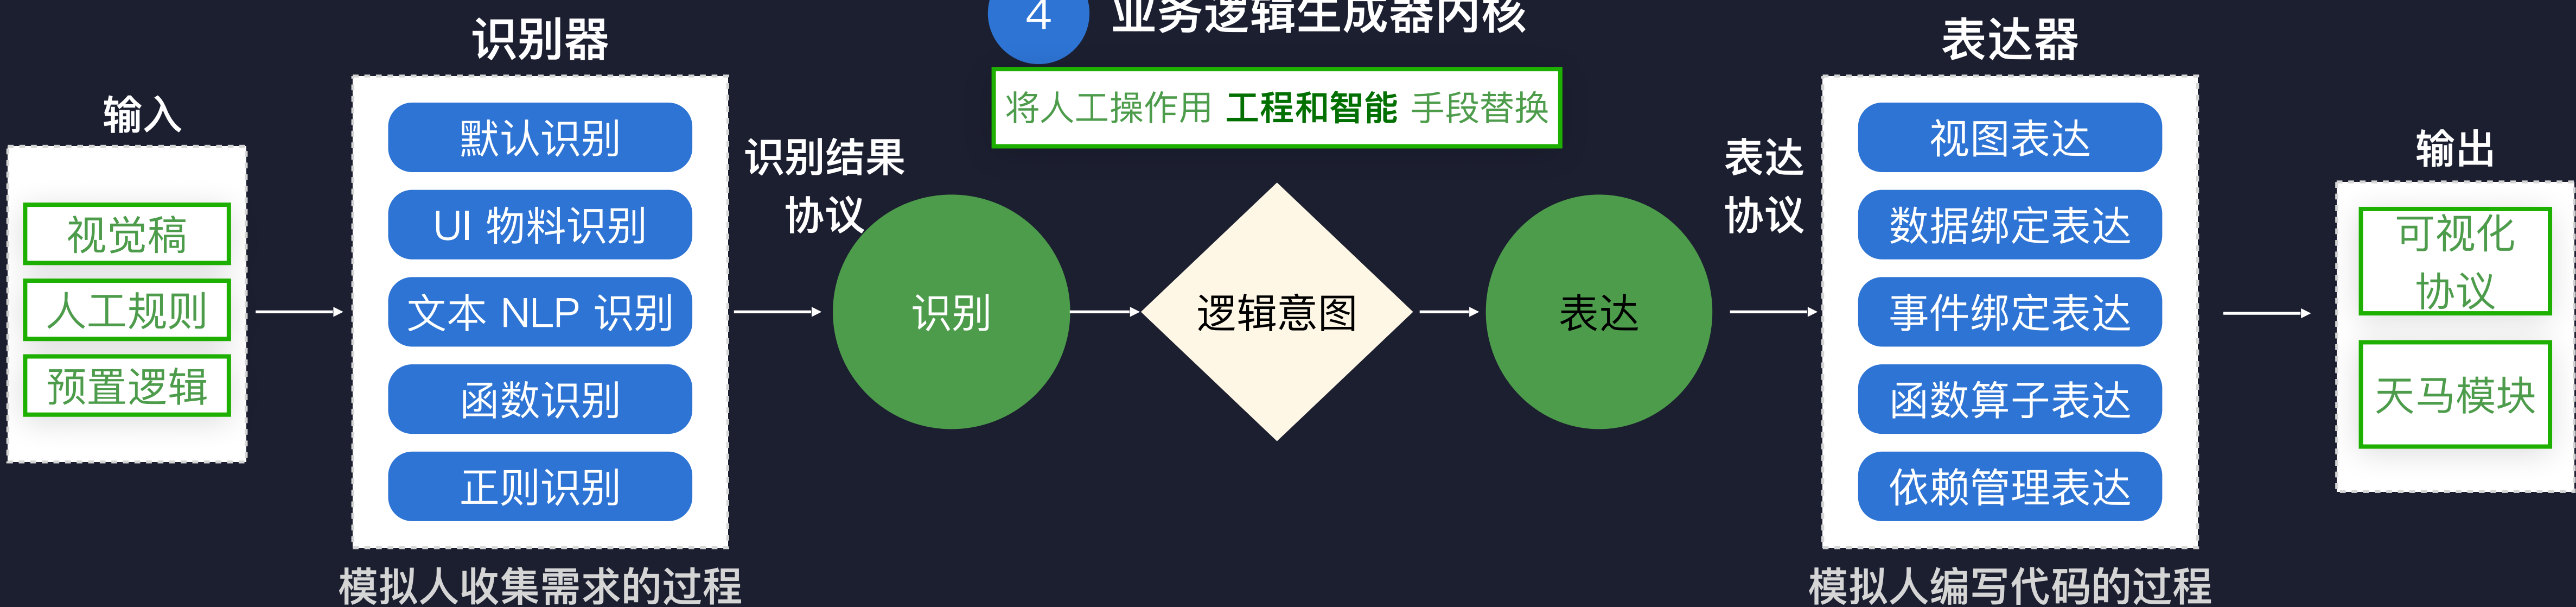 4
业务逻辑生成器内核
将人工操作用 工程和智能 手段替换
输入
视觉稿
人工规则
预置逻辑
识别器
默认识别
UI 物料识别
文本 NLP 识别
函数识别
正则识别
模拟人收集需求的过程
识别结果
协议
识别
逻辑意图
表达
表达
协议
表达器
视图表达
数据绑定表达
事件绑定表达
函数算子表达
依赖管理表达
模拟人编写代码的过程
输出
可视化
协议
天马模块